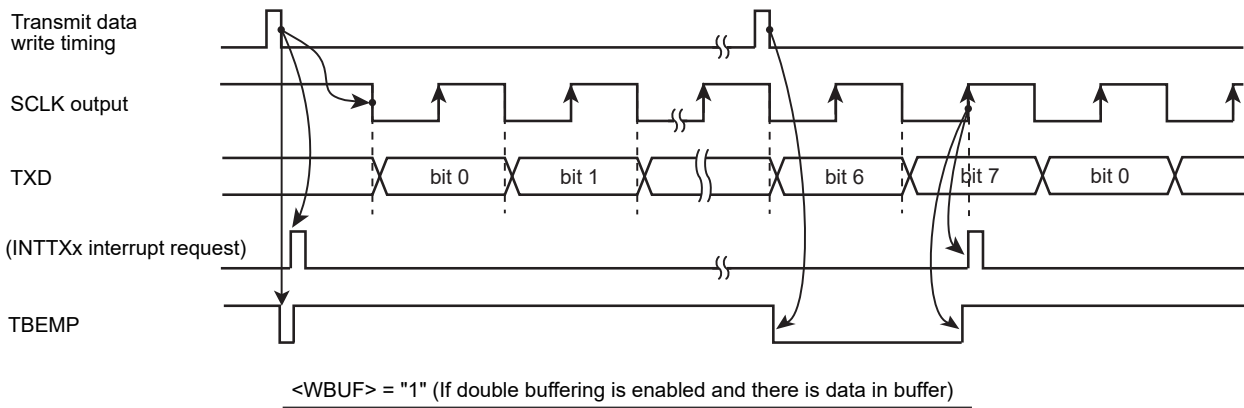 Transmit data
write timing
SCLK output
TXD
bit 0
bit 1
bit 6
bit 7
bit 0
(INTTXx interrupt request)
TBEMP
<WBUF> = "1" (If double buffering is enabled and there is data in buffer)